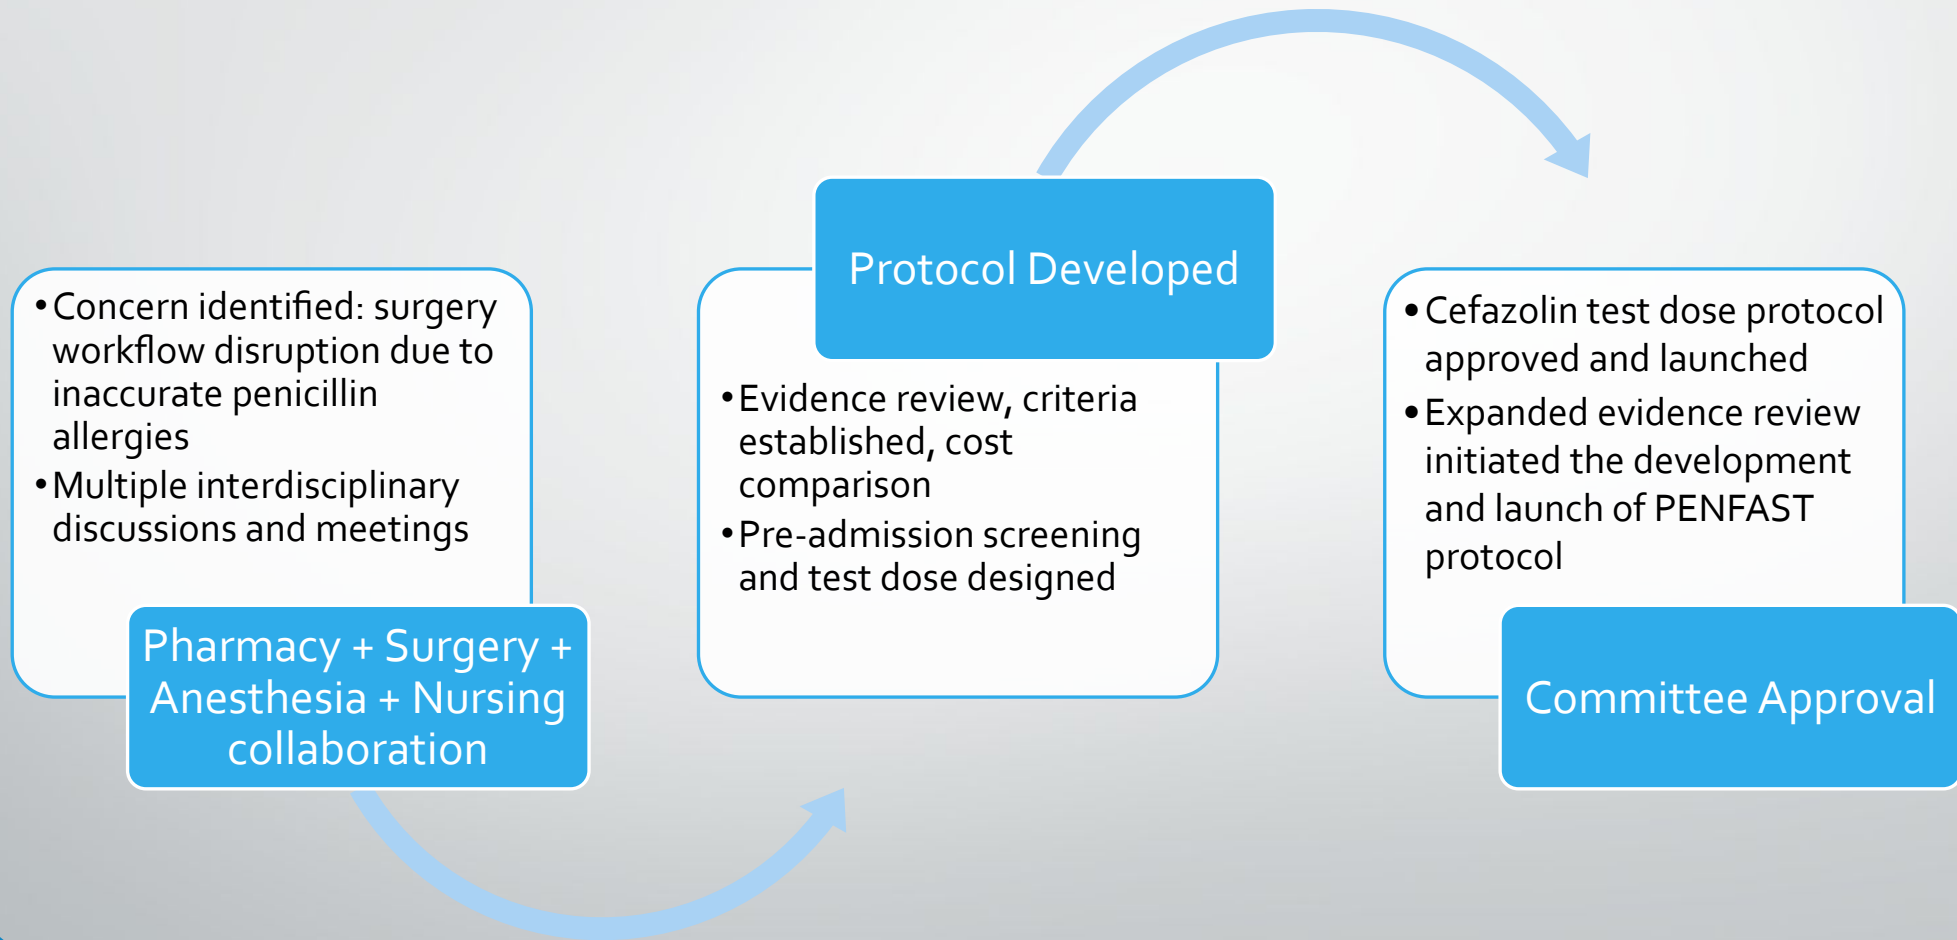 •Concern identified: surgery
workflow disruption due to
inaccurate penicillin
allergies
•Multiple interdisciplinary
discussions and meetings
Pharmacy + Surgery +
Anesthesia + Nursing
collaboration
Protocol Developed
•Evidence review, criteria
established, cost
comparison
•Pre-admission screening
and test dose designed
•Cefazolin test dose protocol
approved and launched
•Expanded evidence review
initiated the development
and launch of PENFAST
protocol
Committee Approval